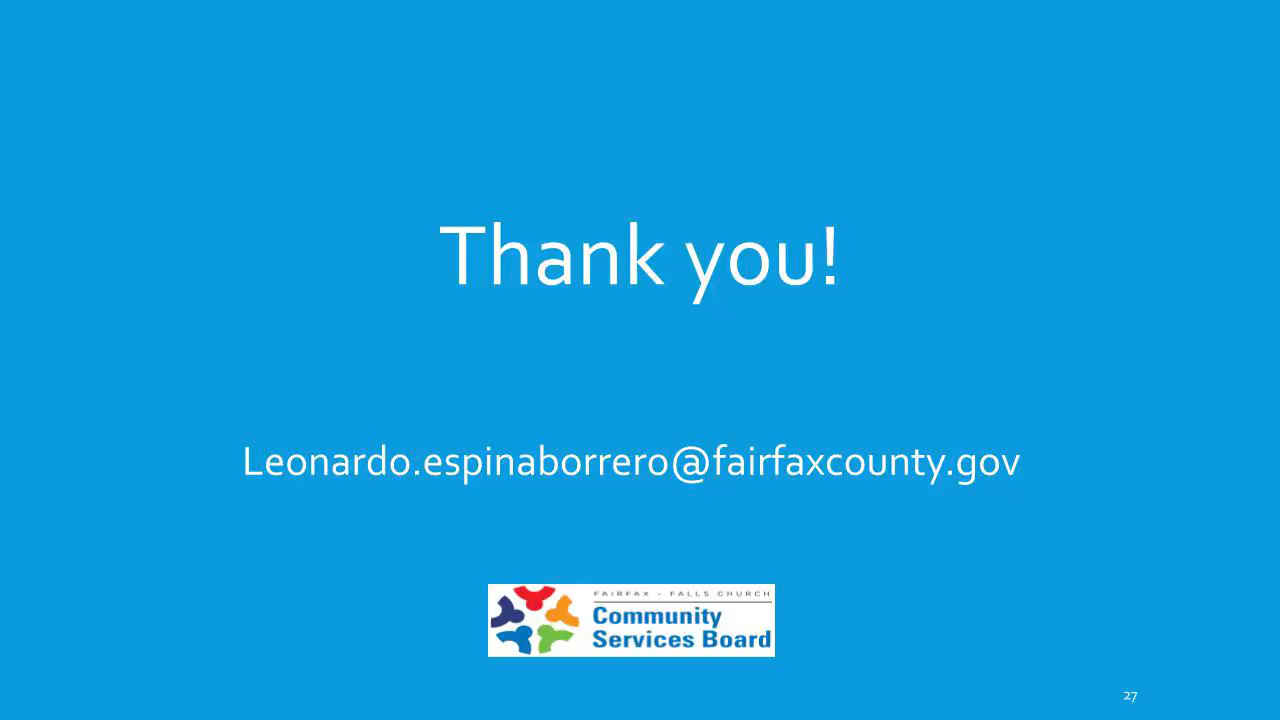 Thank you!
Leonardo.espinaborrero@fairfaxcounty.gov
FAIRFAX - FALLS CHURCH
Community
Services Board
27